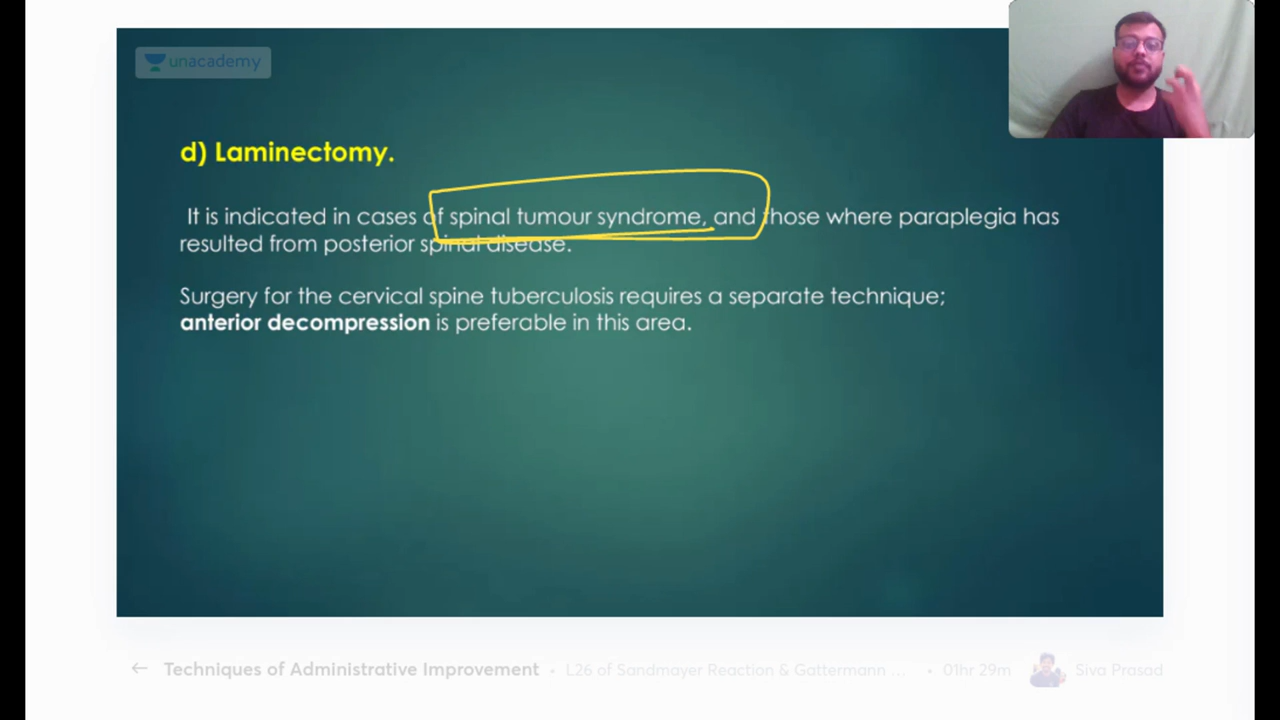 unacademy
d) Laminectomy.
It is indicated in cases of spinal tumour syndrome, and those where paraplegia has
resulted from posterior spinal disease.
Surgery for the cervical spine tuberculosis requires a separate technique;
anterior decompression is preferable in this area.
← Techniques of Administrative Improvement • L26 of Sandmayer Reaction & Gattermann ... • 01hr 29m Siva Prasad